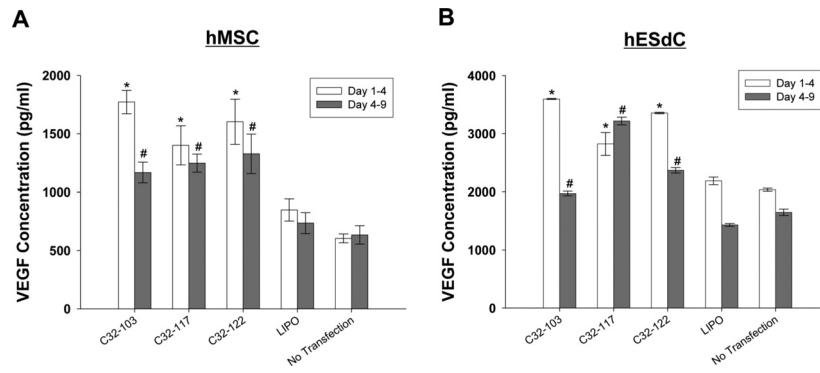 A
hMSC
VEGF Concentration (pg/ml)
2000
1500
1000
500
0
Day 1-4
Day 4-9
*
#
*
#
*
#
C32-103
C32-117
C32-122
LIPO
No Transfection
B
hESdC
VEGF Concentration (pg/ml)
4000
3000
2000
1000
0
Day 1-4
Day 4-9
*
#
*
#
*
#
C32-103
C32-117
C32-122
LIPO
No Transfection